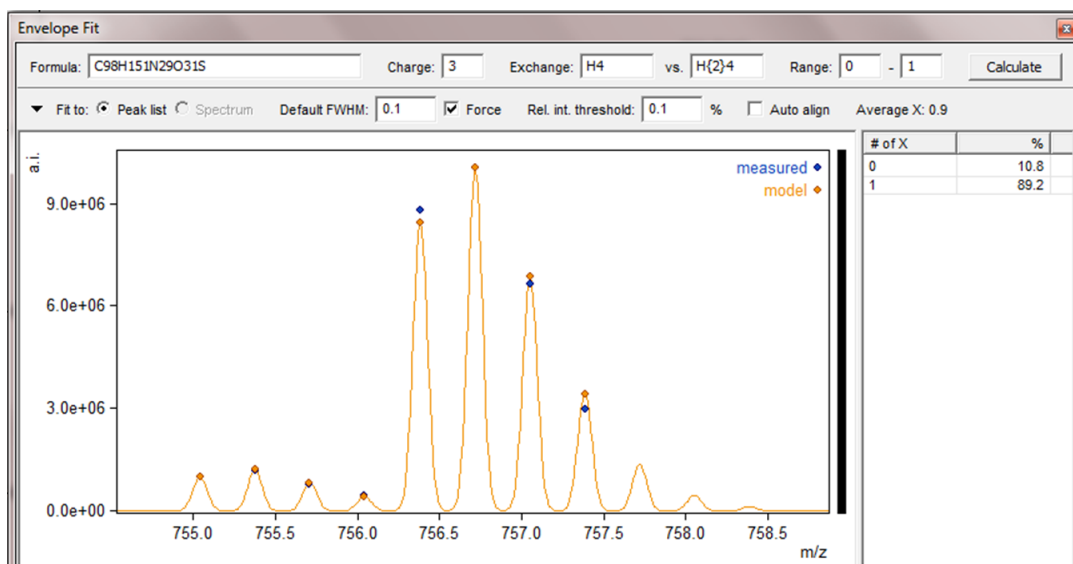 Envelope Fit
Formula: C98H151N29O31S Charge: 3 Exchange: H4 vs. H{2}4 Range: 0 - 1 Calculate
Fit to: Peak list Spectrum Default FWHM: 0.1 Force Rel. int. threshold: 0.1 % Auto align Average X: 0.9
a.i.
measured
model
9.0e+06
6.0e+06
3.0e+06
0.0e+00
755.0 755.5 756.0 756.5 757.0 757.5 758.0 758.5
m/z
# of X %
0 10.8
1 89.2